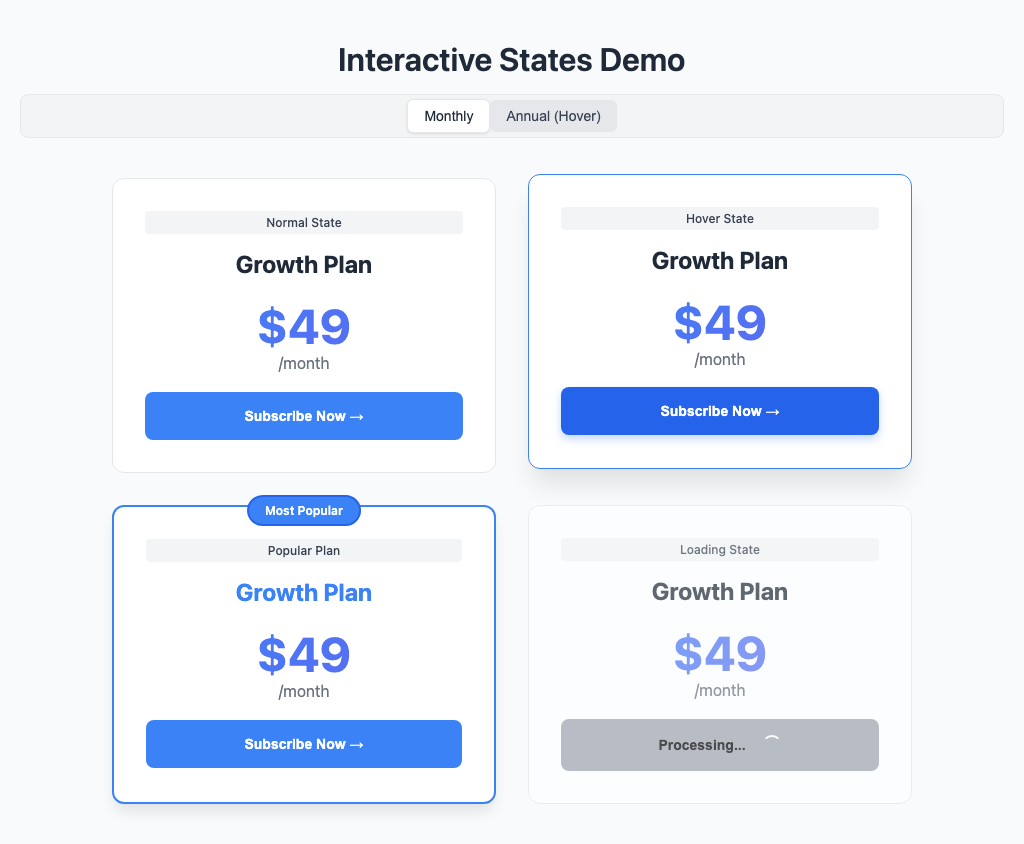 Interactive States Demo
Monthly
Annual (Hover)
Normal State
Growth Plan
$49
/month
Subscribe Now →
Hover State
Growth Plan
$49
/month
Subscribe Now →
Most Popular
Popular Plan
Growth Plan
$49
/month
Subscribe Now →
Loading State
Growth Plan
$49
/month
Processing...